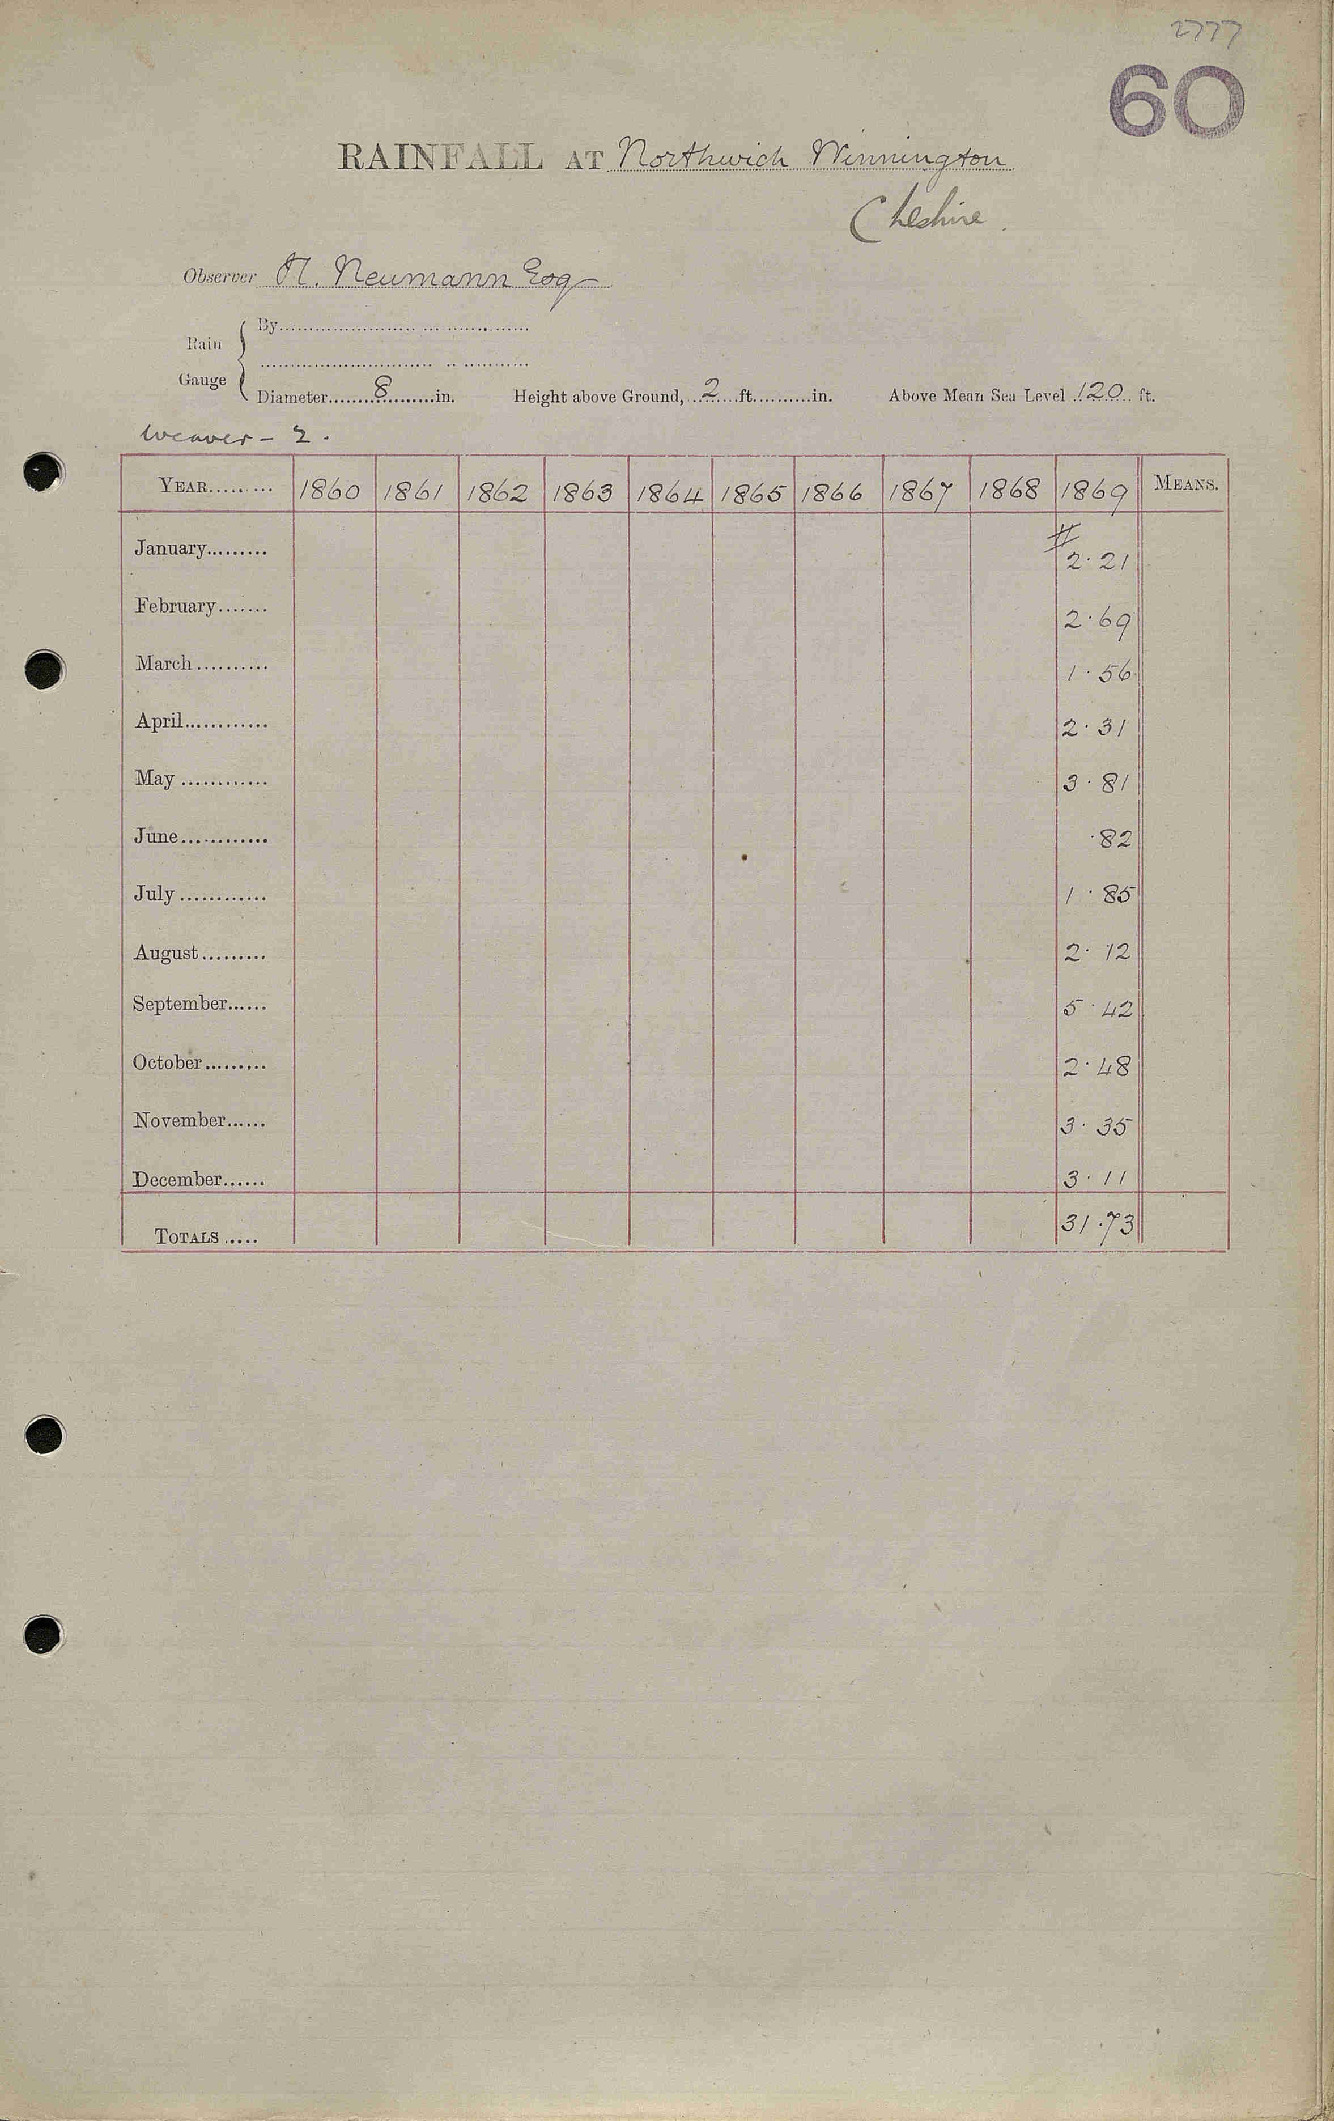 2777
60
RAINFALL AT Northwich Winnington
Cheshire.
Observer H. Neumann Esq
Rain Gauge { By
Diameter 8 in. Height above Ground, 2 ft. in. Above Mean Sea Level 120 ft.
Weaver - 2.
YEAR 1860 1861 1862 1863 1864 1865 1866 1867 1868 1869 MEANS.
January # 2.21
February 2.69
March 1.56
April 2.31
May 3.81
June .82
July 1.85
August 2.12
September 5.42
October 2.48
November 3.35
December 3.11
TOTALS 31.73